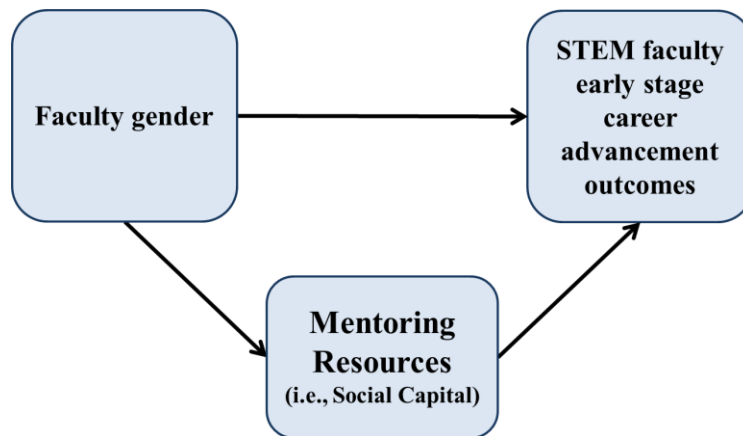 Faculty gender
STEM faculty
early stage
career
advancement
outcomes
Mentoring
Resources
(i.e., Social Capital)